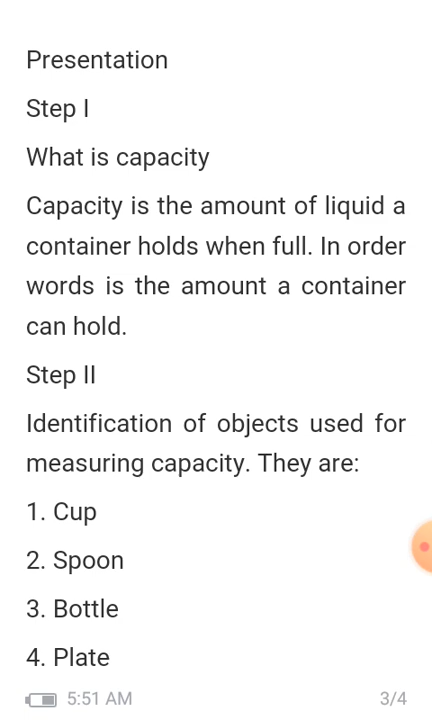 Presentation
Step I
What is capacity
Capacity is the amount of liquid a
container holds when full. In order
words is the amount a container
can hold.
Step II
Identification of objects used for
measuring capacity. They are:
1. Cup
2. Spoon
3. Bottle
4. Plate
5:51 AM 3/4